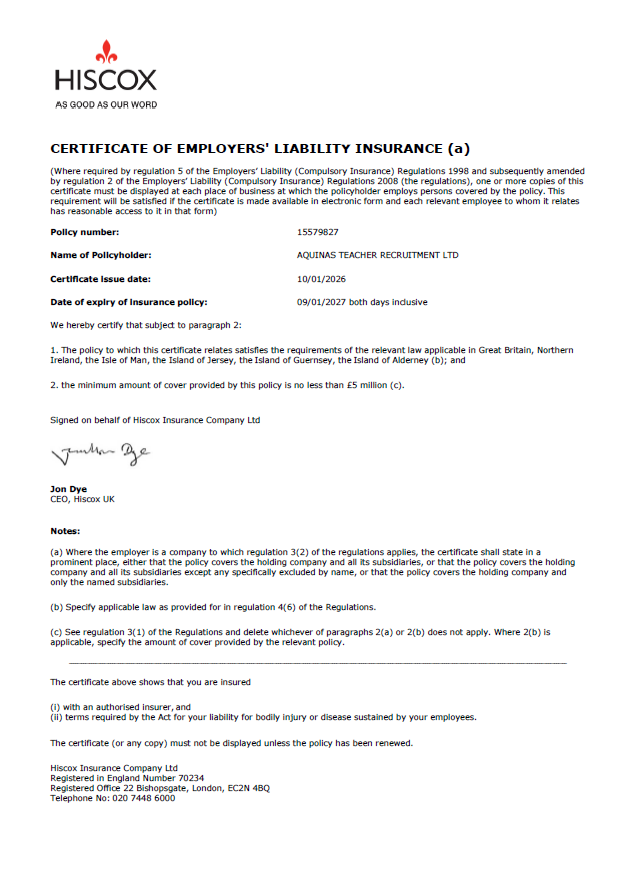 HISCOX
AS GOOD AS OUR WORD
CERTIFICATE OF EMPLOYERS' LIABILITY INSURANCE (a)
(Where required by regulation 5 of the Employers' Liability (Compulsory Insurance) Regulations 1998 and subsequently amended
by regulation 2 of the Employers' Liability (Compulsory Insurance) Regulations 2008 (the regulations), one or more copies of this
certificate must be displayed at each place of business at which the policyholder employs persons covered by the policy. This
requirement will be satisfied if the certificate is made available in electronic form and each relevant employee to whom it relates
has reasonable access to it in that form)
Policy number: 15579827
Name of Policyholder: AQUINAS TEACHER RECRUITMENT LTD
Certificate issue date: 10/01/2026
Date of expiry of insurance policy: 09/01/2027 both days inclusive
We hereby certify that subject to paragraph 2:
1. The policy to which this certificate relates satisfies the requirements of the relevant law applicable in Great Britain, Northern
Ireland, the Isle of Man, the Island of Jersey, the Island of Guernsey, the Island of Alderney (b); and
2. the minimum amount of cover provided by this policy is no less than £5 million (c).
Signed on behalf of Hiscox Insurance Company Ltd
Jon Dye
CEO, Hiscox UK
Notes:
(a) Where the employer is a company to which regulation 3(2) of the regulations applies, the certificate shall state in a
prominent place, either that the policy covers the holding company and all its subsidiaries, or that the policy covers the holding
company and all its subsidiaries except any specifically excluded by name, or that the policy covers the holding company and
only the named subsidiaries.
(b) Specify applicable law as provided for in regulation 4(6) of the Regulations.
(c) See regulation 3(1) of the Regulations and delete whichever of paragraphs 2(a) or 2(b) does not apply. Where 2(b) is
applicable, specify the amount of cover provided by the relevant policy.
The certificate above shows that you are insured
(i) with an authorised insurer, and
(ii) terms required by the Act for your liability for bodily injury or disease sustained by your employees.
The certificate (or any copy) must not be displayed unless the policy has been renewed.
Hiscox Insurance Company Ltd
Registered in England Number 70234
Registered Office 22 Bishopsgate, London, EC2N 4BQ
Telephone No: 020 7448 6000